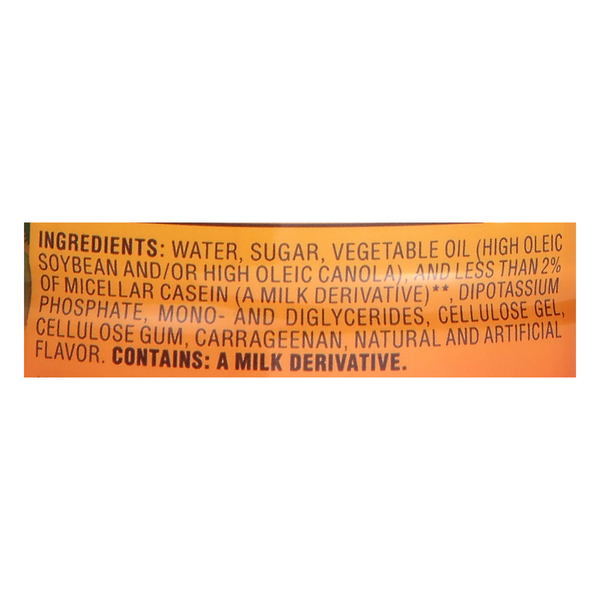 INGREDIENTS: WATER, SUGAR, VEGETABLE OIL (HIGH OLEIC
SOYBEAN AND/OR HIGH OLEIC CANOLA), AND LESS THAN 2%
OF MICELLAR CASEIN (A MILK DERIVATIVE)**, DIPOTASSIUM
PHOSPHATE, MONO- AND DIGLYCERIDES, CELLULOSE GEL,
CELLULOSE GUM, CARRAGEENAN, NATURAL AND ARTIFICIAL
FLAVOR. CONTAINS: A MILK DERIVATIVE.